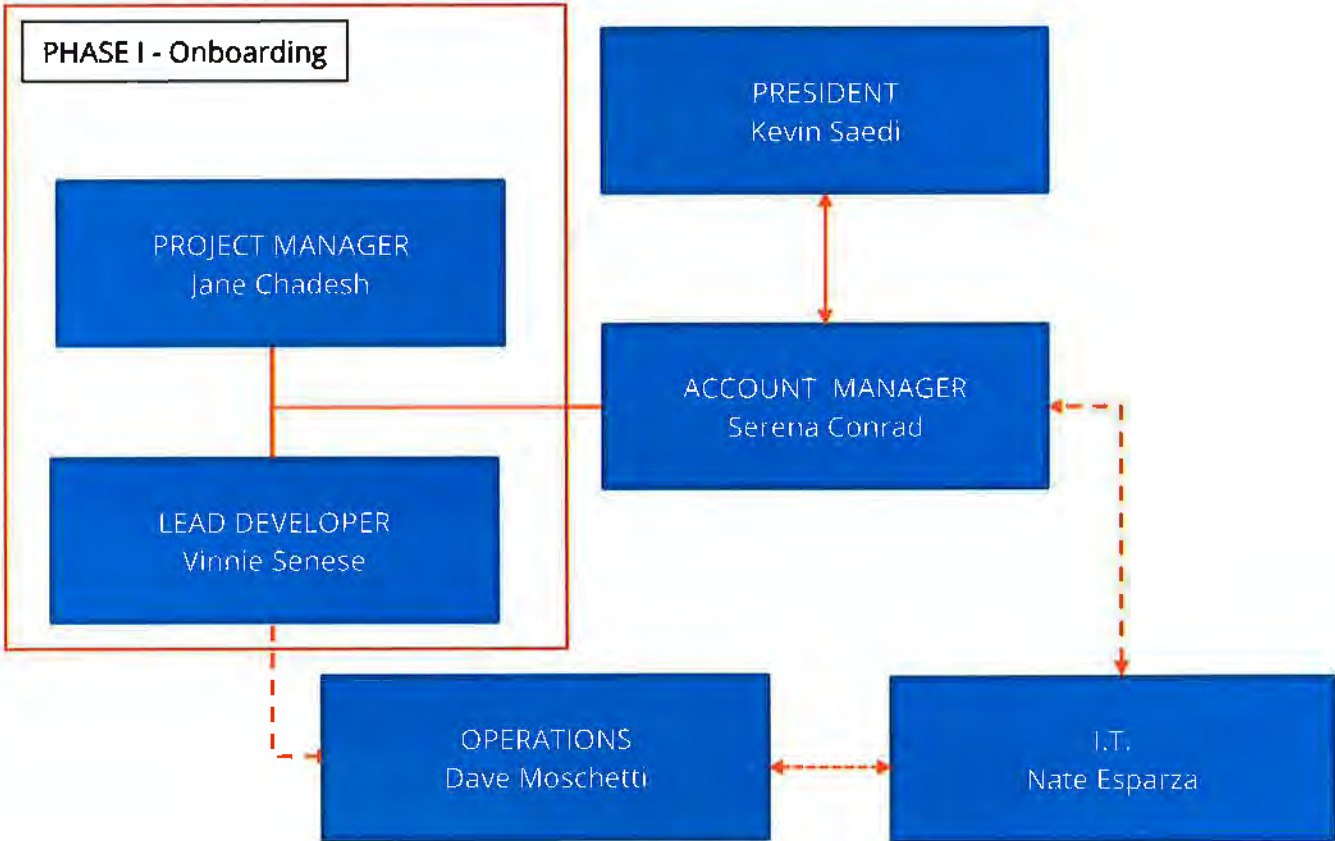 PHASE I - Onboarding
PRESIDENT
Kevin Saedi
PROJECT MANAGER
Jane Chadesh
ACCOUNT MANAGER
Serena Conrad
LEAD DEVELOPER
Vinnie Senese
OPERATIONS
Dave Moschetti
I.T.
Nate Esparza